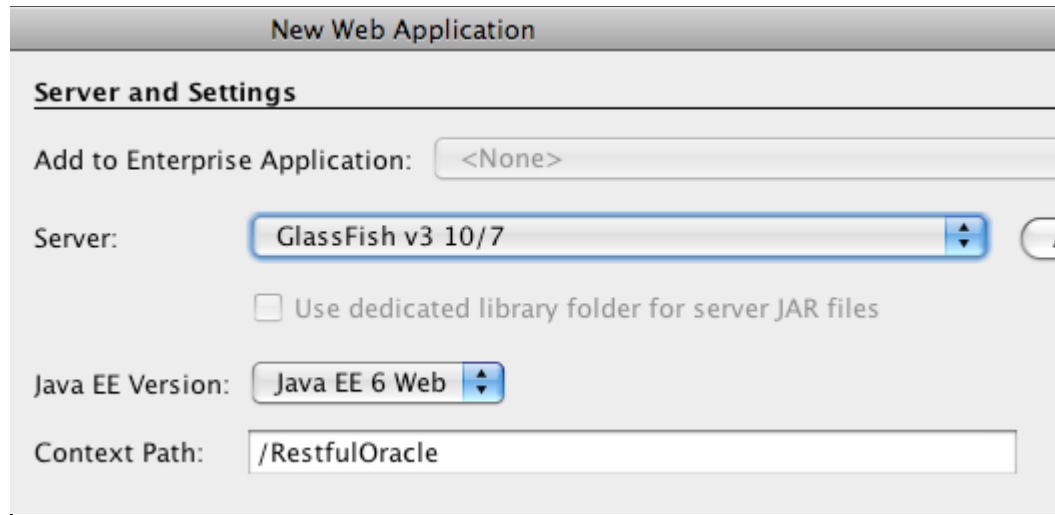 New Web Application
Server and Settings
Add to Enterprise Application: <None>
Server: GlassFish v3 10/7
Use dedicated library folder for server JAR files
Java EE Version: Java EE 6 Web
Context Path: /RestfulOracle